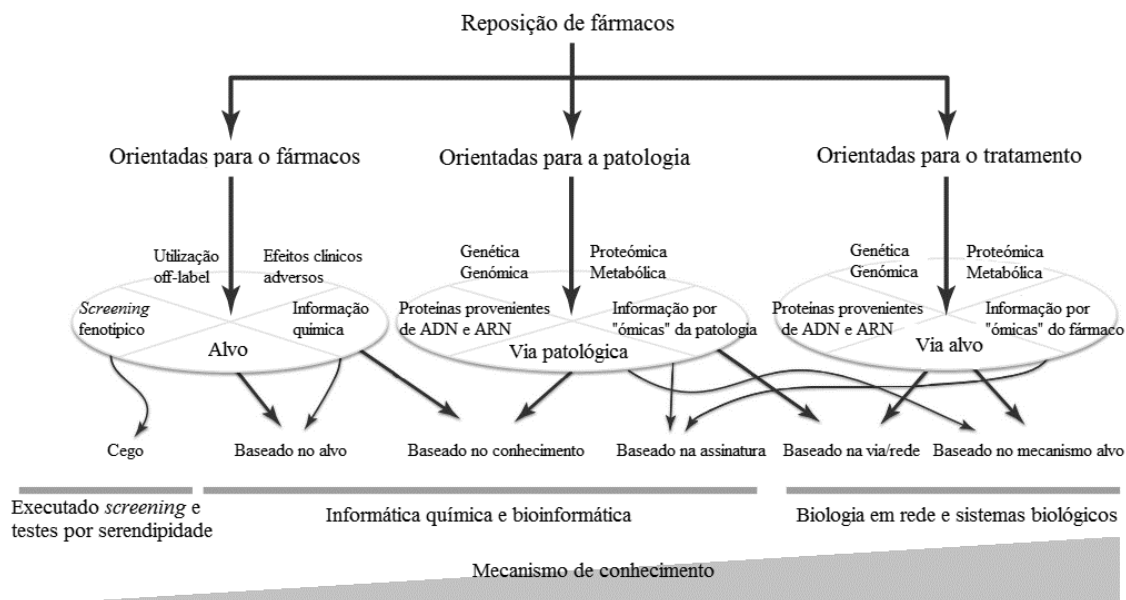 Reposição de fármacos
Orientadas para o fármacos
Orientadas para a patologia
Orientadas para o tratamento
Utilização
off-label
Efeitos clínicos
adversos
Screening
fenotípico
Informação
química
Alvo
Genética
Genómica
Proteómica
Metabólica
Proteínas provenientes
de ADN e ARN
Informação por
"ómicas" da patologia
Via patológica
Genética
Genómica
Proteómica
Metabólica
Proteínas provenientes
de ADN e ARN
Informação por
"ómicas" do fármaco
Via alvo
Cego
Baseado no alvo
Baseado no conhecimento
Baseado na assinatura
Baseado na via/rede
Baseado no mecanismo alvo
Executado screening e
testes por serendipidade
Informática química e bioinformática
Biologia em rede e sistemas biológicos
Mecanismo de conhecimento